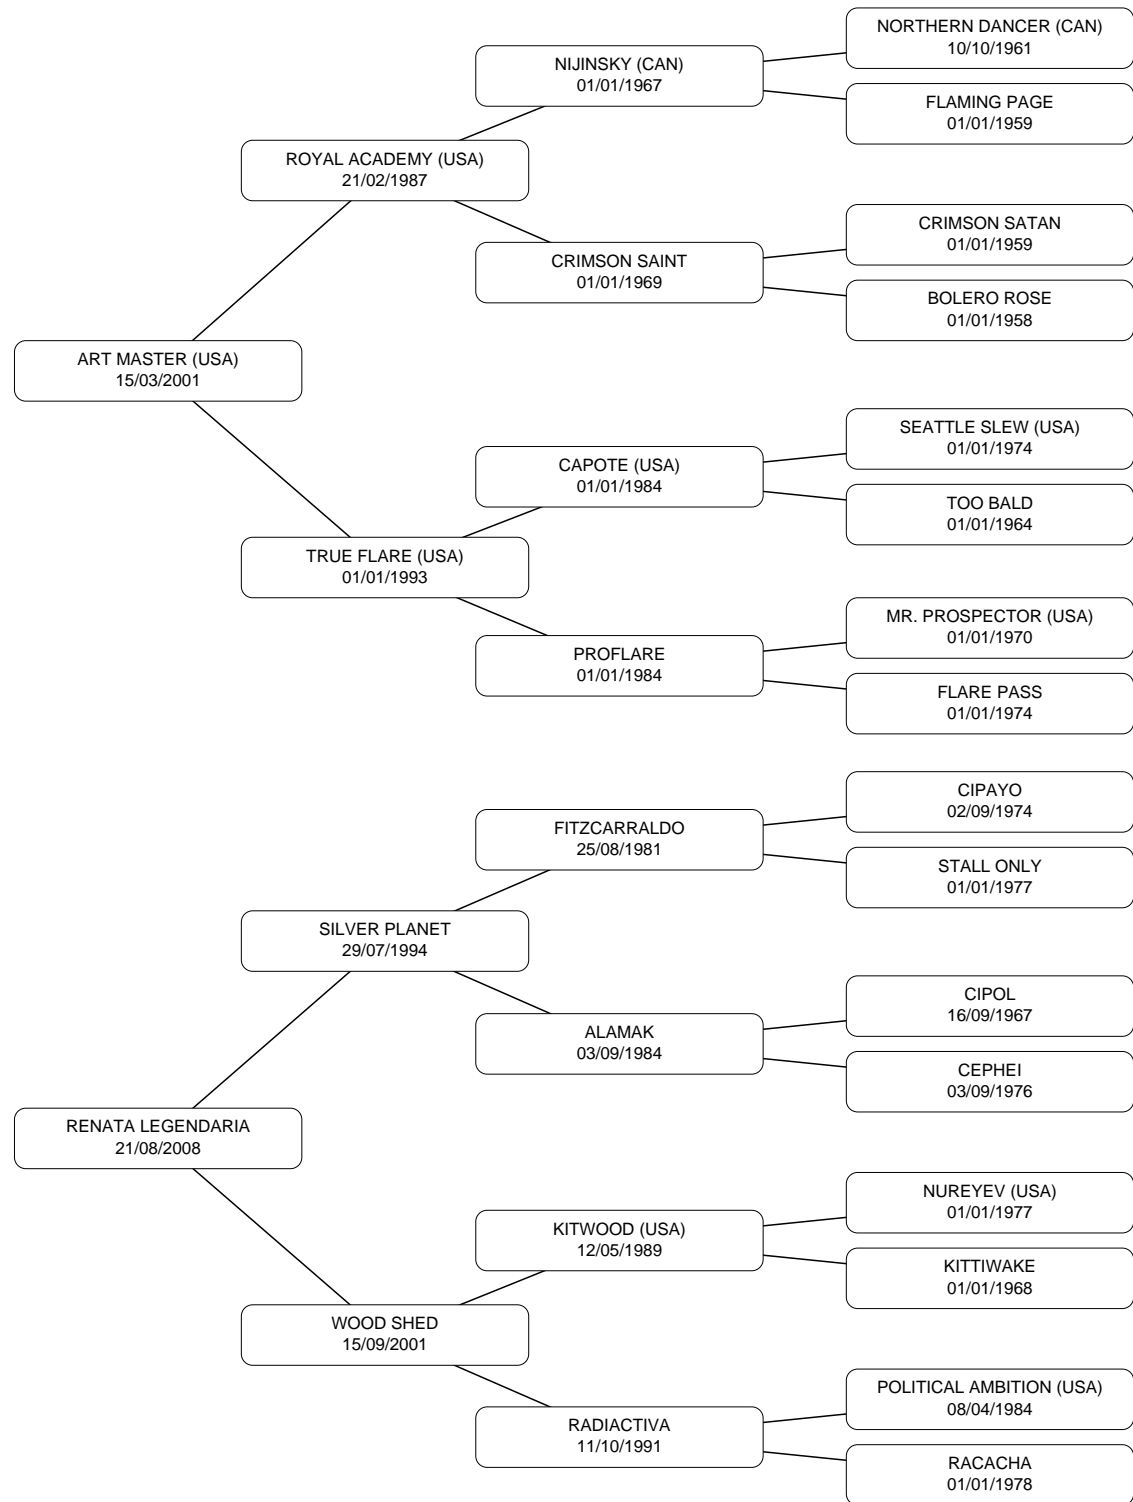 NORTHERN DANCER (CAN)
10/10/1961
NIJINSKY (CAN)
01/01/1967
FLAMING PAGE
01/01/1959
ROYAL ACADEMY (USA)
21/02/1987
CRIMSON SATAN
01/01/1959
CRIMSON SAINT
01/01/1969
BOLERO ROSE
01/01/1958
ART MASTER (USA)
15/03/2001
SEATTLE SLEW (USA)
01/01/1974
CAPOTE (USA)
01/01/1984
TOO BALD
01/01/1964
TRUE FLARE (USA)
01/01/1993
MR. PROSPECTOR (USA)
01/01/1970
PROFLARE
01/01/1984
FLARE PASS
01/01/1974
CIPAYO
02/09/1974
FITZCARRALDO
25/08/1981
STALL ONLY
01/01/1977
SILVER PLANET
29/07/1994
CIPOL
16/09/1967
ALAMAK
03/09/1984
CEPHEI
03/09/1976
RENATA LEGENDARIA
21/08/2008
NUREYEV (USA)
01/01/1977
KITWOOD (USA)
12/05/1989
KITTIWAKE
01/01/1968
WOOD SHED
15/09/2001
POLITICAL AMBITION (USA)
08/04/1984
RADIACTIVA
11/10/1991
RACACHA
01/01/1978